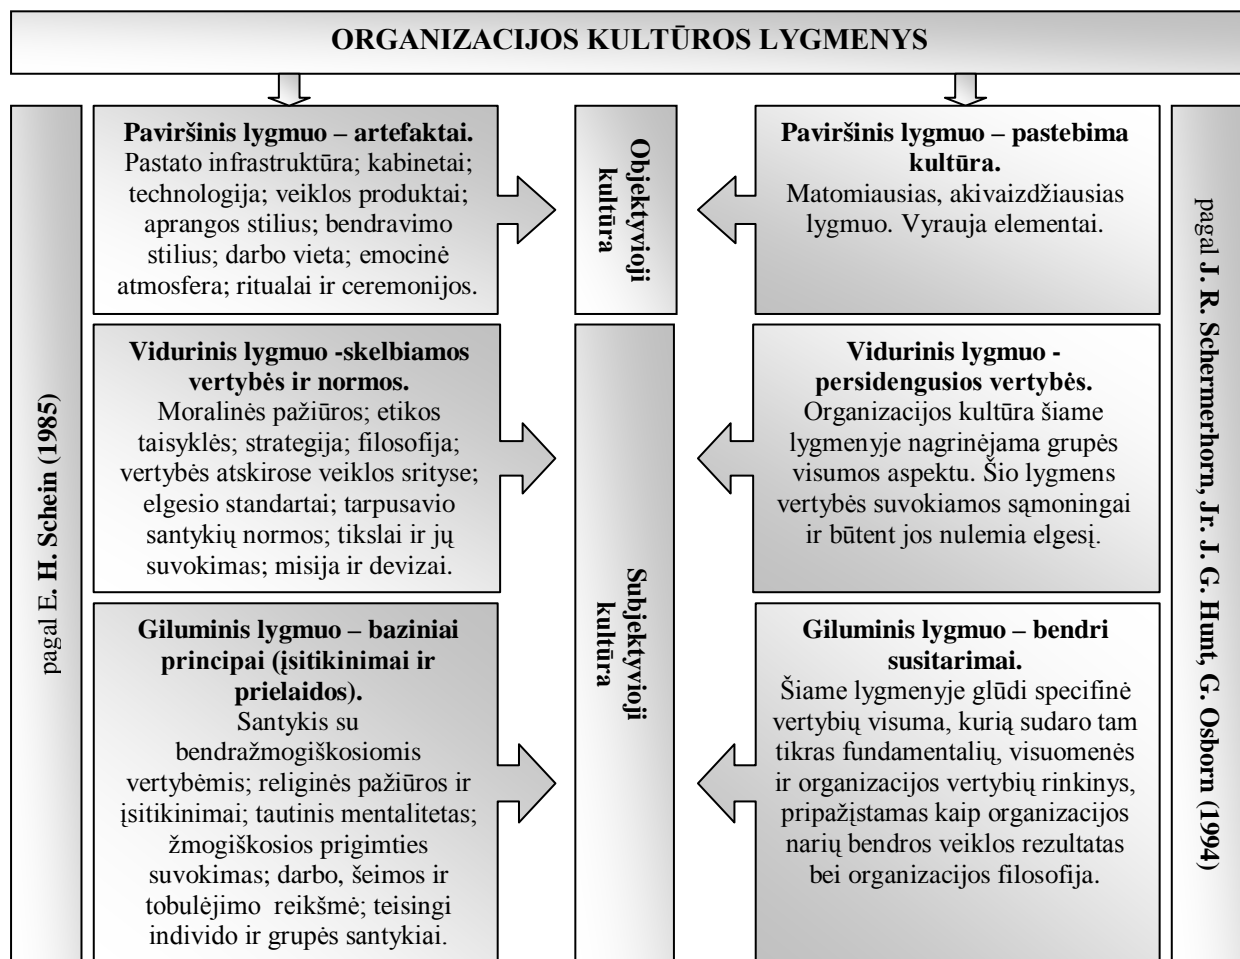 ORGANIZACIJOS KULTŪROS LYGMENYS
pagal E. H. Schein (1985)
Paviršinis lygmuo – artefaktai.
Pastato infrastruktūra; kabinetai;
technologija; veiklos produktai;
aprangos stilius; bendravimo
stilius; darbo vieta; emocinė
atmosfera; ritualai ir ceremonijos.
Vidurinis lygmuo -skelbiamos
vertybės ir normos.
Moralinės pažiūros; etikos
taisyklės; strategija; filosofija;
vertybės atskirose veiklos srityse;
elgesio standartai; tarpusavio
santykių normos; tikslai ir jų
suvokimas; misija ir devizai.
Giluminis lygmuo – baziniai
principai (įsitikinimai ir
prielaidos).
Santykis su
bendražmogiškosiomis
vertybėmis; religinės pažiūros ir
įsitikinimai; tautinis mentalitetas;
žmogiškosios prigimties
suvokimas; darbo, šeimos ir
tobulėjimo reikšmė; teisingi
individo ir grupės santykiai.
Objektyvioji
kultūra
Subjektyvioji
kultūra
Paviršinis lygmuo – pastebima
kultūra.
Matomiausias, akivaizdžiausias
lygmuo. Vyrauja elementai.
Vidurinis lygmuo -
persidengusios vertybės.
Organizacijos kultūra šiame
lygmenyje nagrinėjama grupės
visumos aspektu. Šio lygmens
vertybės suvokiamos sąmoningai
ir būtent jos nulemia elgesį.
Giluminis lygmuo – bendri
susitarimai.
Šiame lygmenyje glūdi specifinė
vertybių visuma, kurią sudaro tam
tikras fundamentalių, visuomenės
ir organizacijos vertybių rinkinys,
pripažįstamas kaip organizacijos
narių bendros veiklos rezultatas
bei organizacijos filosofija.
pagal J. R. Schermerhorn, Jr. J. G. Hunt, G. Osborn (1994)